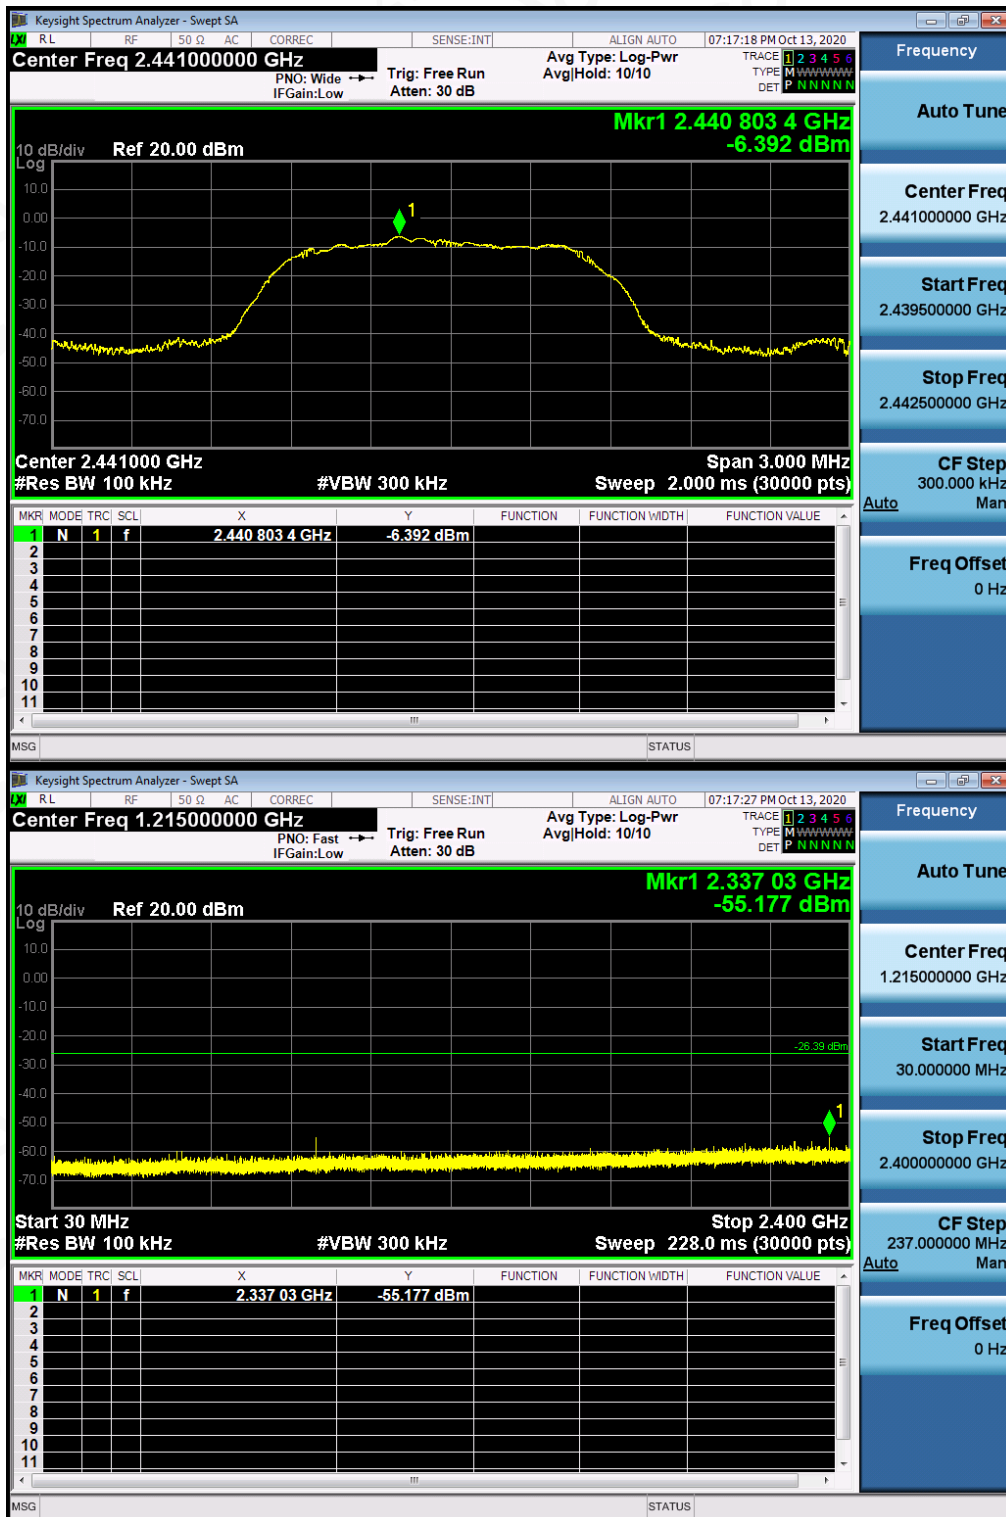 Keysight Spectrum Analyzer - Swept SA
LXI RL RF 50 Ω AC CORREC SENSE:INT ALIGN AUTO 07:17:18 PM Oct 13, 2020
Center Freq 2.441000000 GHz
PNO: Wide
IFGain:Low
Trig: Free Run
Atten: 30 dB
Avg Type: Log-Pwr
Avg|Hold: 10/10
TRACE 1 2 3 4 5 6
TYPE M WWWWW
DET P N N N N N
Frequency
Mkr1 2.440 803 4 GHz
-6.392 dBm
10 dB/div Ref 20.00 dBm
Log
10.0
0.00
-10.0
-20.0
-30.0
-40.0
-50.0
-60.0
-70.0
1
Center 2.441000 GHz Span 3.000 MHz
#Res BW 100 kHz #VBW 300 kHz Sweep 2.000 ms (30000 pts)
MKR MODE TRC SCL X Y FUNCTION FUNCTION WIDTH FUNCTION VALUE
1 N 1 f 2.440 803 4 GHz -6.392 dBm
2
3
4
5
6
7
8
9
10
11
MSG STATUS
Auto Tune
Center Freq
2.441000000 GHz
Start Freq
2.439500000 GHz
Stop Freq
2.442500000 GHz
CF Step
300.000 kHz
Auto Man
Freq Offset
0 Hz
Keysight Spectrum Analyzer - Swept SA
LXI RL RF 50 Ω AC CORREC SENSE:INT ALIGN AUTO 07:17:27 PM Oct 13, 2020
Center Freq 1.215000000 GHz
PNO: Fast
IFGain:Low
Trig: Free Run
Atten: 30 dB
Avg Type: Log-Pwr
Avg|Hold: 10/10
TRACE 1 2 3 4 5 6
TYPE M WWWWW
DET P N N N N N
Frequency
Mkr1 2.337 03 GHz
-55.177 dBm
10 dB/div Ref 20.00 dBm
Log
10.0
0.00
-10.0
-20.0
-30.0
-40.0
-50.0
-60.0
-70.0
-26.39 dBm
1
Start 30 MHz Stop 2.400 GHz
#Res BW 100 kHz #VBW 300 kHz Sweep 228.0 ms (30000 pts)
MKR MODE TRC SCL X Y FUNCTION FUNCTION WIDTH FUNCTION VALUE
1 N 1 f 2.337 03 GHz -55.177 dBm
2
3
4
5
6
7
8
9
10
11
MSG STATUS
Auto Tune
Center Freq
1.215000000 GHz
Start Freq
30.000000 MHz
Stop Freq
2.400000000 GHz
CF Step
237.000000 MHz
Auto Man
Freq Offset
0 Hz